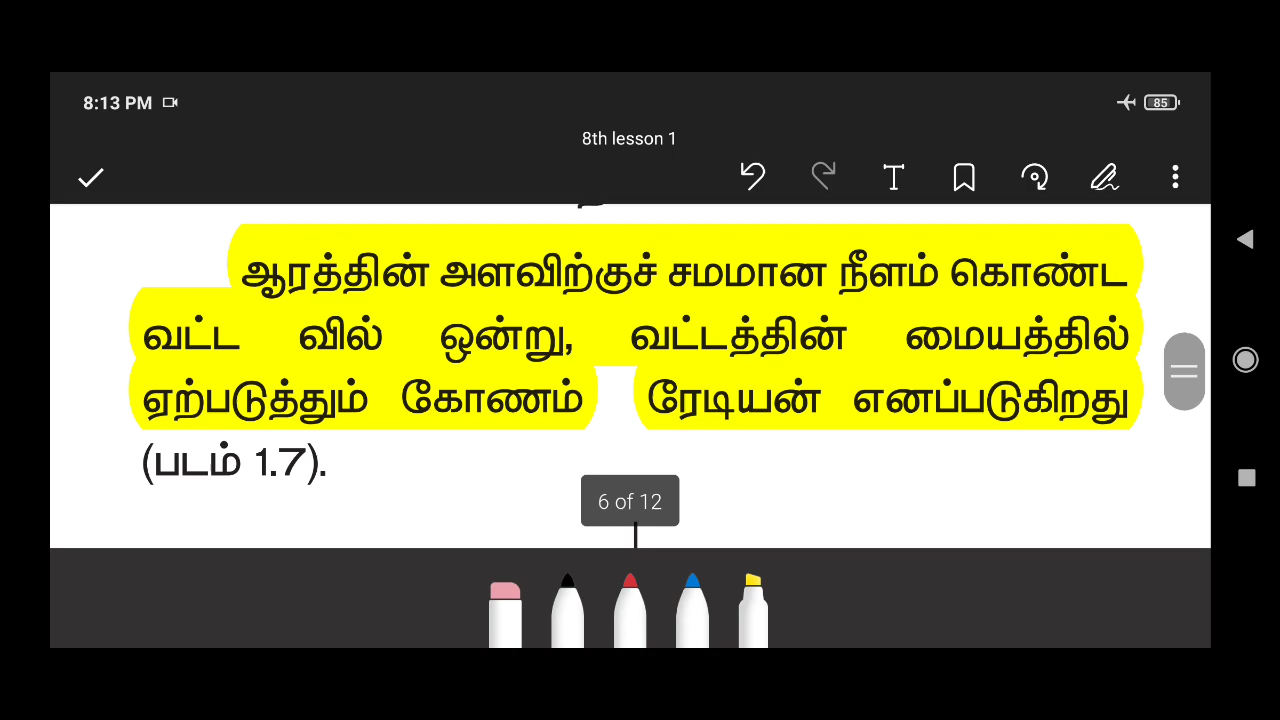 8:13 PM
85
8th lesson 1
ஆரத்தின் அளவிற்குச் சமமான நீளம் கொண்ட
வட்ட வில் ஒன்று, வட்டத்தின் மையத்தில்
ஏற்படுத்தும் கோணம் ரேடியன் எனப்படுகிறது
(படம் 1.7).
6 of 12